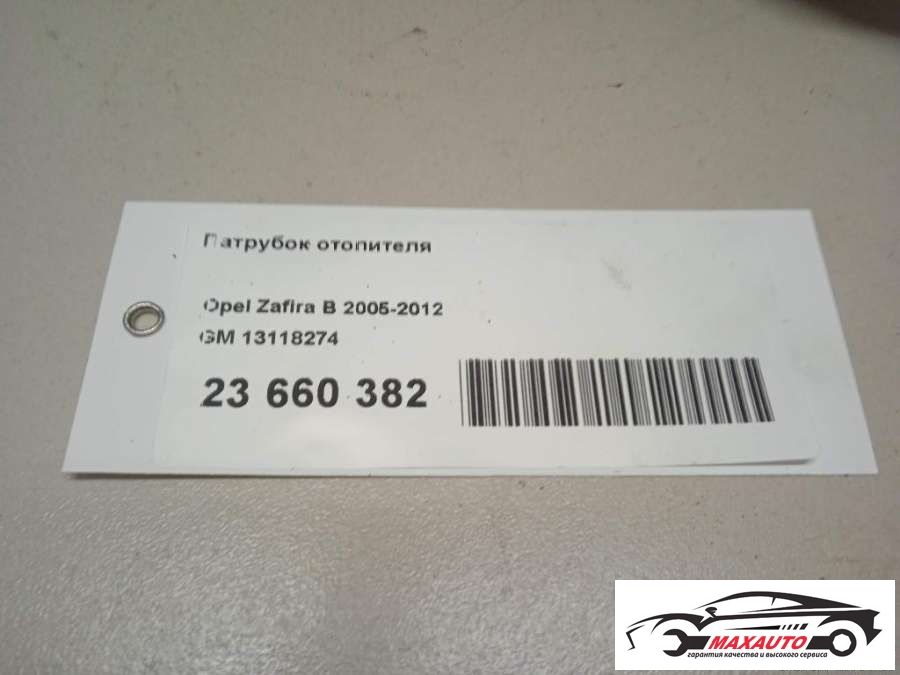 Патрубок отопителя
Opel Zafira B 2005-2012
GM 13118274
23 660 382
MAXAUTO
гарантия качества и высокого сервиса